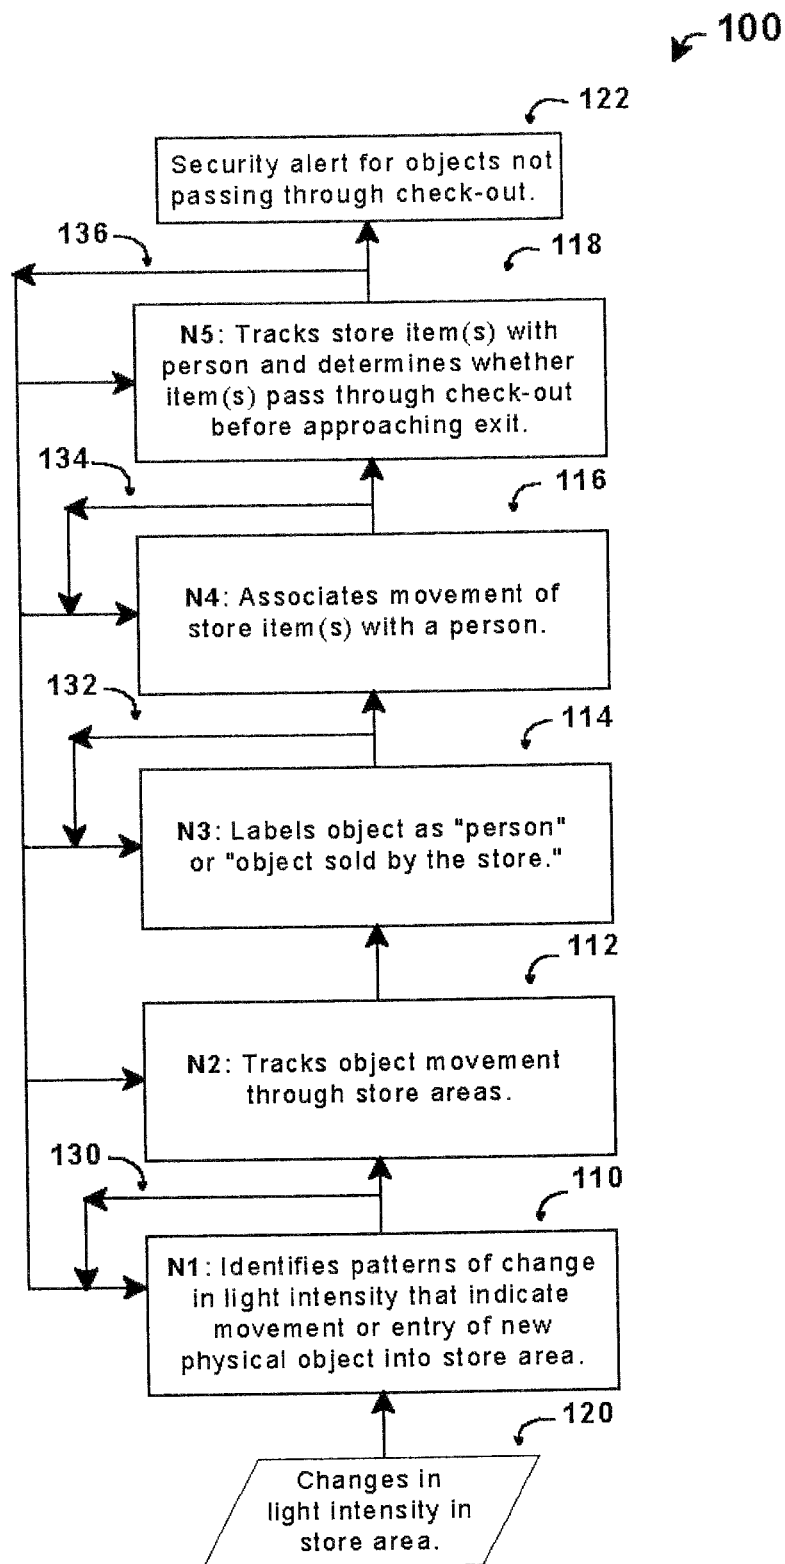 100
122
Security alert for objects not
passing through check-out.
136
118
N5: Tracks store item(s) with
person and determines whether
item(s) pass through check-out
before approaching exit.
134
116
N4: Associates movement of
store item(s) with a person.
132
114
N3: Labels object as "person"
or "object sold by the store."
112
N2: Tracks object movement
through store areas.
130
110
N1: Identifies patterns of change
in light intensity that indicate
movement or entry of new
physical object into store area.
120
Changes in
light intensity in
store area.